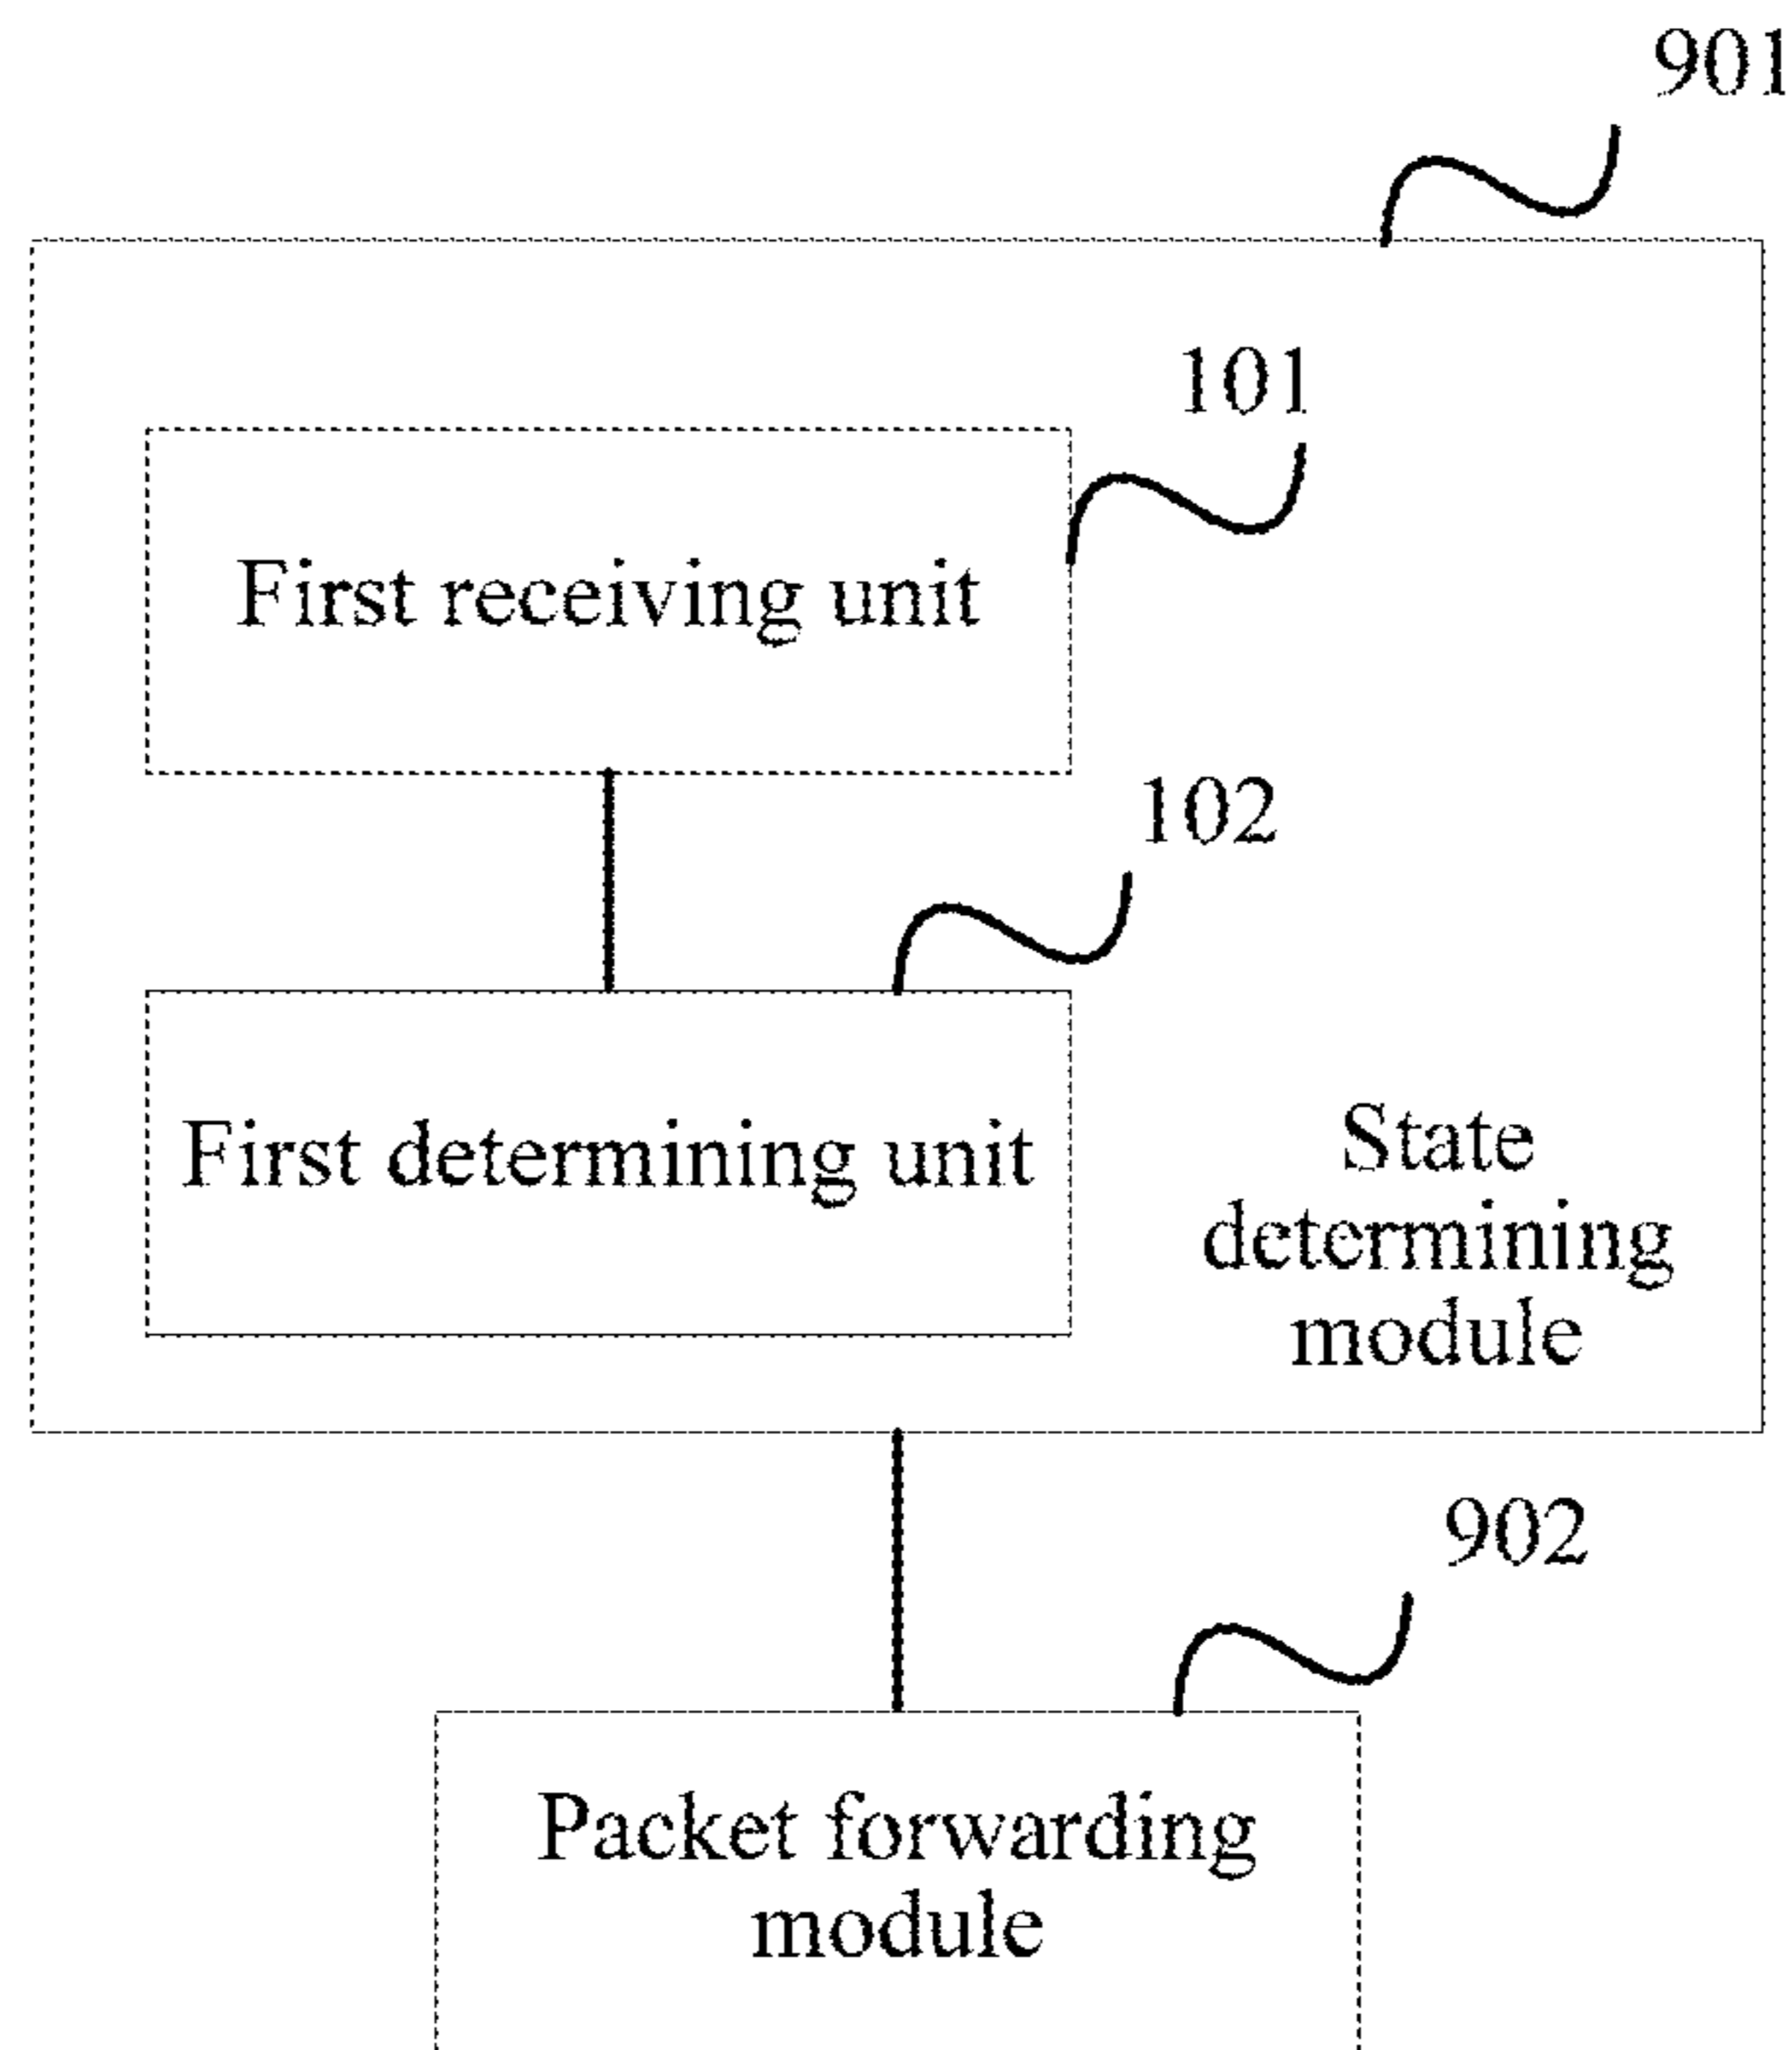 901
101
First receiving unit
102
First determining unit
State
determining
module
902
Packet forwarding
module